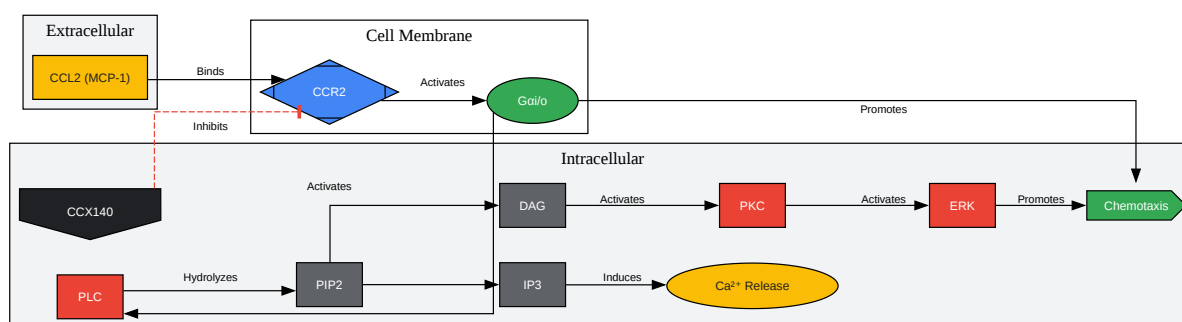 Extracellular
Cell Membrane
CCL2 (MCP-1)
Binds
CCR2
Activates
Gαi/o
Promotes
Inhibits
Intracellular
CCX140
Activates
DAG
Activates
PKC
Activates
ERK
Promotes
Chemotaxis
PLC
Hydrolyzes
PIP2
IP3
Induces
Ca²⁺ Release